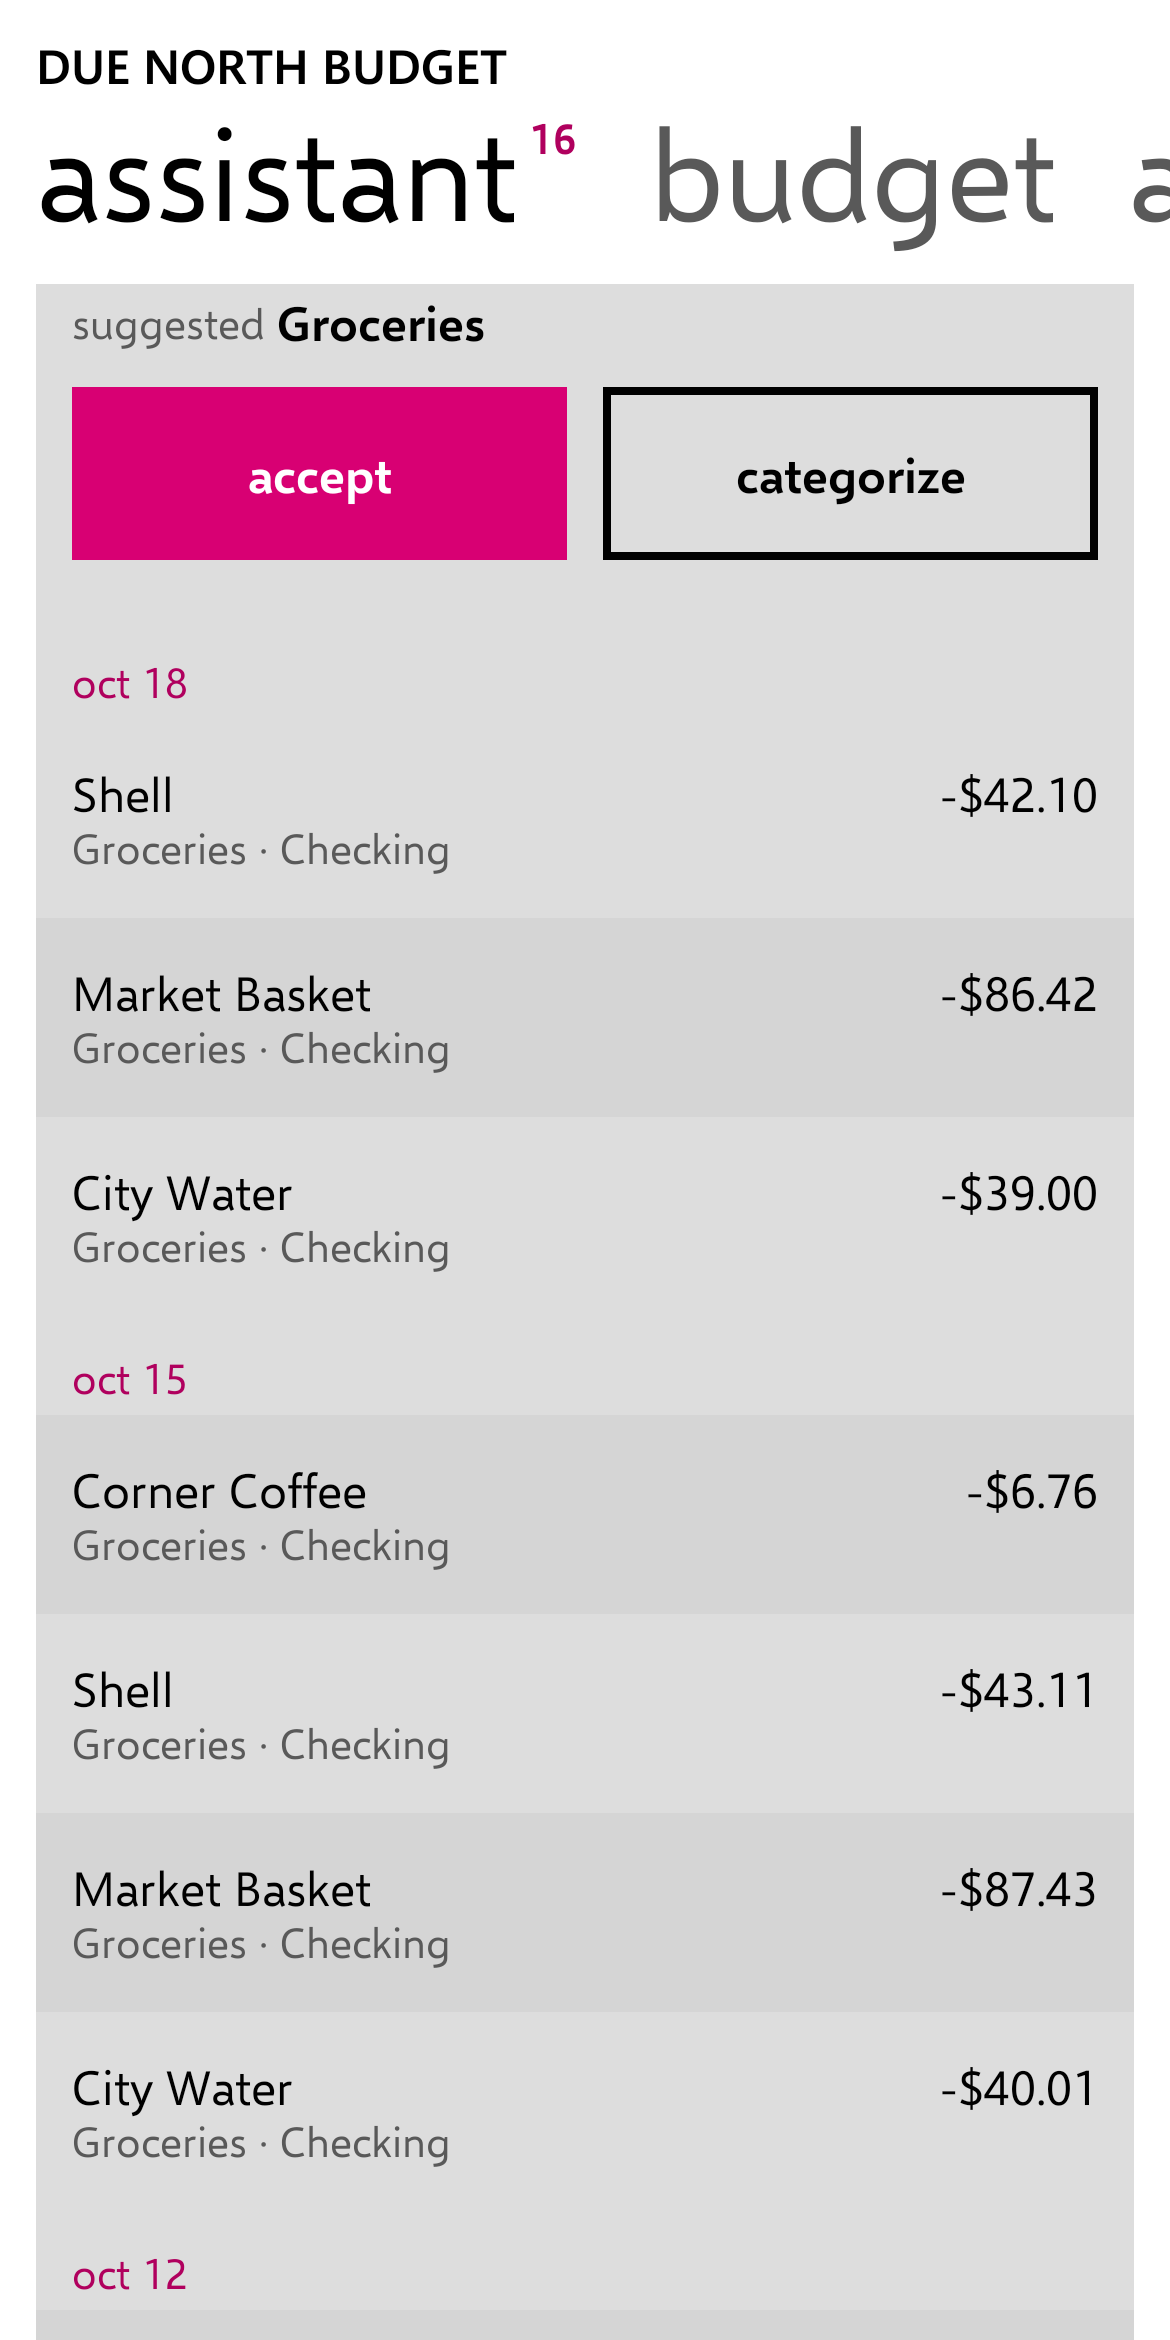 DUE NORTH BUDGET
assistant 16 budget a
suggested Groceries
accept categorize
oct 18
Shell -$42.10
Groceries · Checking
Market Basket -$86.42
Groceries · Checking
City Water -$39.00
Groceries · Checking
oct 15
Corner Coffee -$6.76
Groceries · Checking
Shell -$43.11
Groceries · Checking
Market Basket -$87.43
Groceries · Checking
City Water -$40.01
Groceries · Checking
oct 12